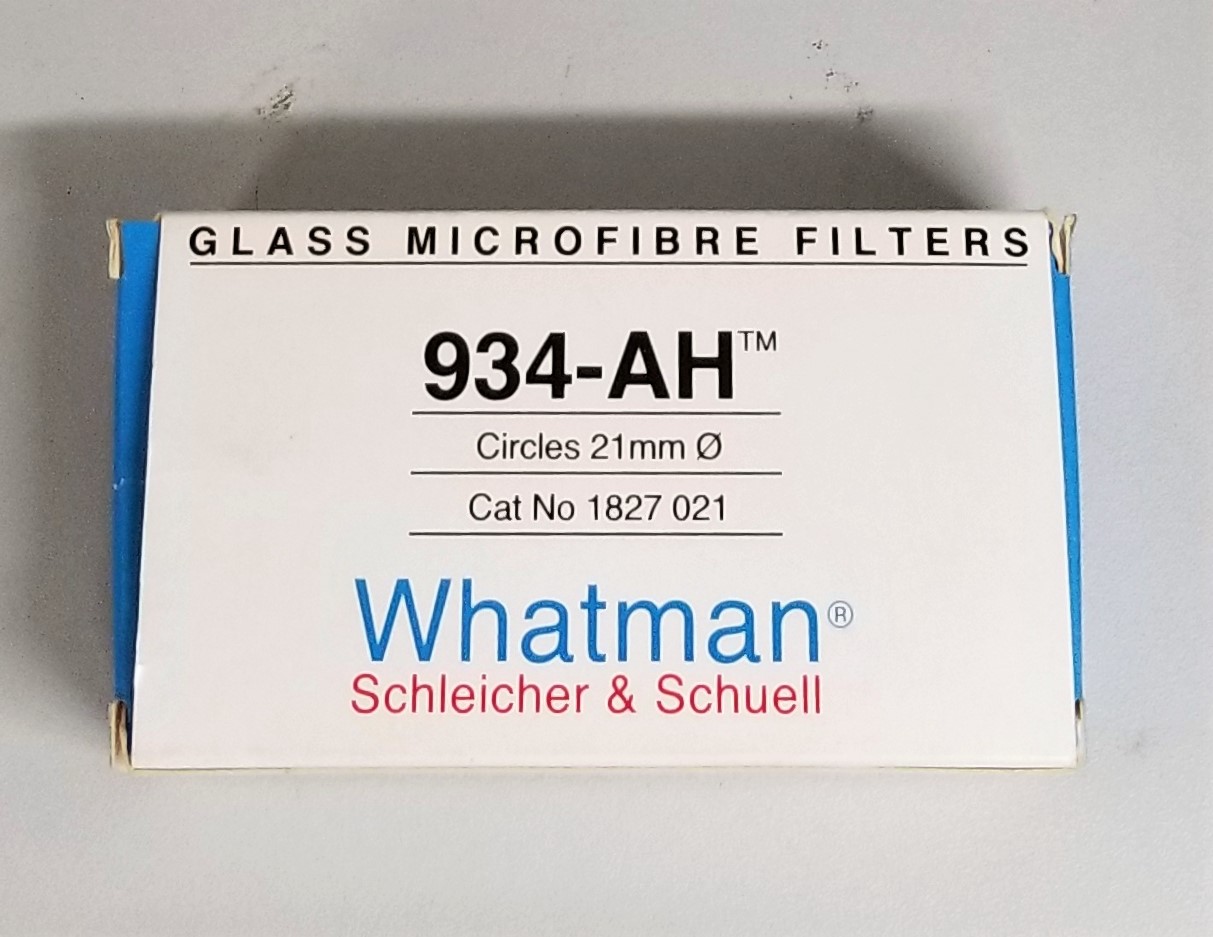 GLASS MICROFIBRE FILTERS
934-AH™
Circles 21mm Ø
Cat No 1827 021
Whatman®
Schleicher & Schuell